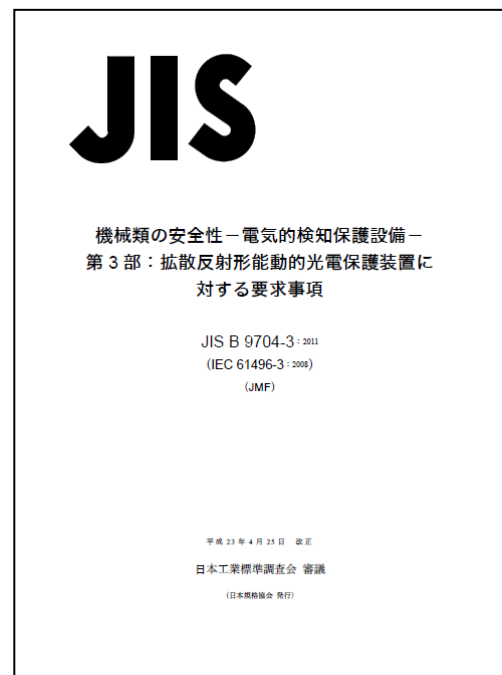 JIS
機械類の安全性－電気的検知保護設備－
第 3 部：拡散反射形能動的光電保護装置に
対する要求事項
JIS B 9704-3：2011
(IEC 61496-3：2008)
(JMF)
平成 23 年 4 月 25 日 改正
日本工業標準調査会 審議
(日本規格協会 発行)